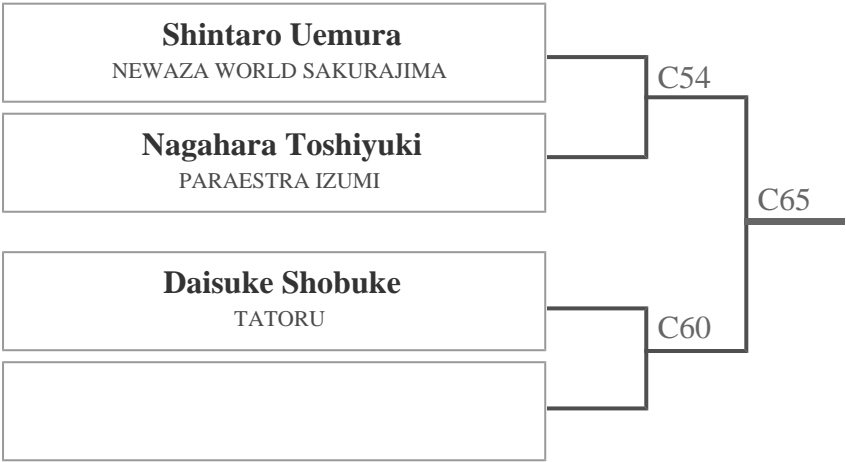 Shintaro Uemura
NEWAZA WORLD SAKURAJIMA
C54
Nagahara Toshiyuki
PARAESTRA IZUMI
C65
Daisuke Shobuke
TATORU
C60